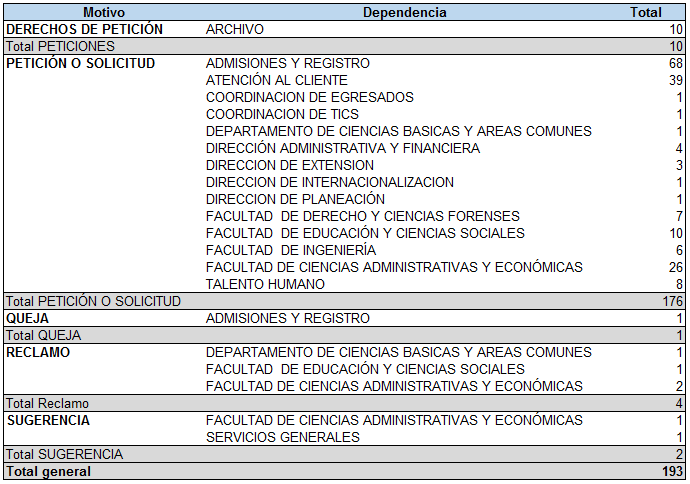 Motivo Dependencia Total
DERECHOS DE PETICIÓN ARCHIVO 10
Total PETICIONES 10
PETICIÓN O SOLICITUD ADMISIONES Y REGISTRO 68
ATENCIÓN AL CLIENTE 39
COORDINACION DE EGRESADOS 1
COORDINACION DE TICS 1
DEPARTAMENTO DE CIENCIAS BASICAS Y AREAS COMUNES 1
DIRECCIÓN ADMINISTRATIVA Y FINANCIERA 4
DIRECCION DE EXTENSION 3
DIRECCION DE INTERNACIONALIZACION 1
DIRECCION DE PLANEACIÓN 1
FACULTAD  DE DERECHO Y CIENCIAS FORENSES 7
FACULTAD  DE EDUCACIÓN Y CIENCIAS SOCIALES 10
FACULTAD  DE INGENIERÍA 6
FACULTAD DE CIENCIAS ADMINISTRATIVAS Y ECONÓMICAS 26
TALENTO HUMANO 8
Total PETICIÓN O SOLICITUD 176
QUEJA ADMISIONES Y REGISTRO 1
Total QUEJA 1
RECLAMO DEPARTAMENTO DE CIENCIAS BASICAS Y AREAS COMUNES 1
FACULTAD  DE EDUCACIÓN Y CIENCIAS SOCIALES 1
FACULTAD DE CIENCIAS ADMINISTRATIVAS Y ECONÓMICAS 2
Total Reclamo 4
SUGERENCIA FACULTAD DE CIENCIAS ADMINISTRATIVAS Y ECONÓMICAS 1
SERVICIOS GENERALES 1
Total SUGERENCIA 2
Total general 193